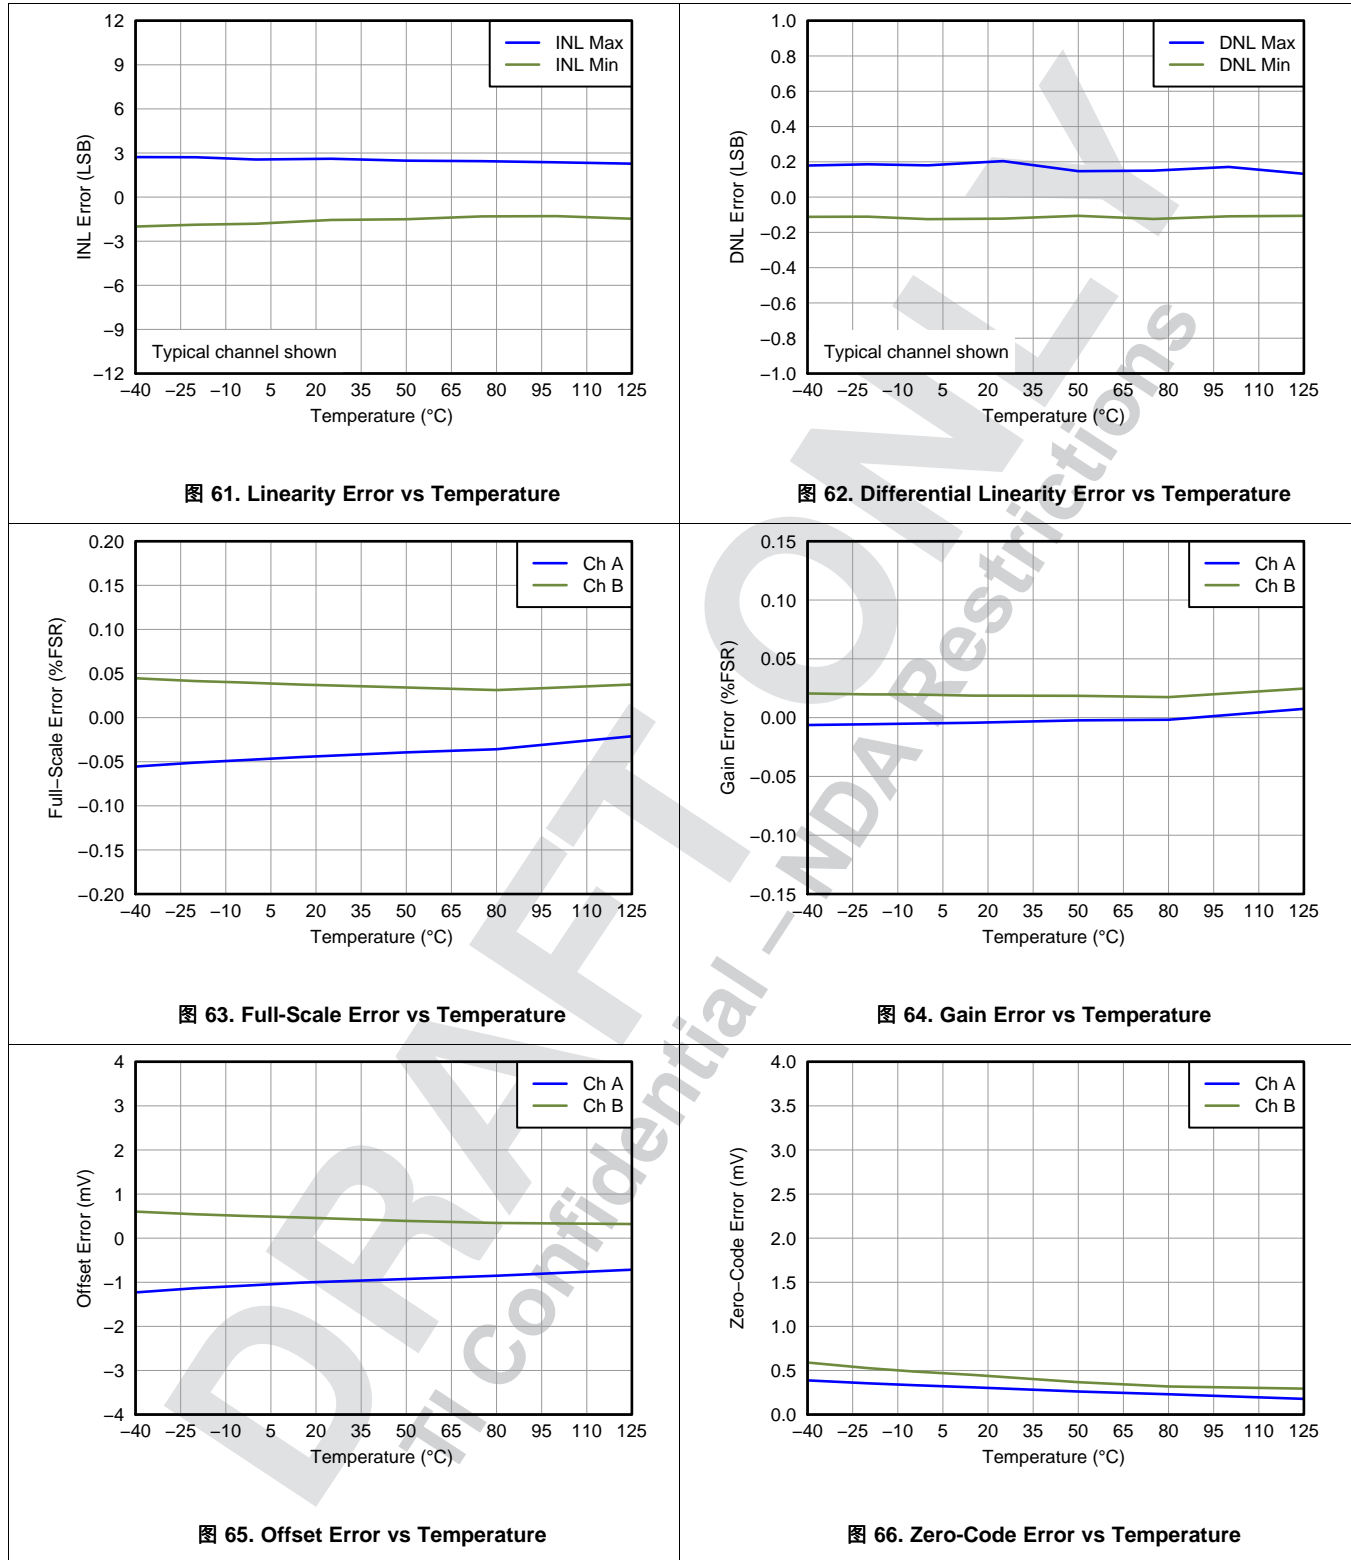 12
9
6
3
0
−3
−6
−9
−12
INL Error (LSB)
INL Max
INL Min
Typical channel shown
−40 −25 −10 5 20 35 50 65 80 95 110 125
Temperature (°C)
图 61. Linearity Error vs Temperature
1.0
0.8
0.6
0.4
0.2
0.0
−0.2
−0.4
−0.6
−0.8
−1.0
DNL Error (LSB)
DNL Max
DNL Min
Typical channel shown
−40 −25 −10 5 20 35 50 65 80 95 110 125
Temperature (°C)
图 62. Differential Linearity Error vs Temperature
0.20
0.15
0.10
0.05
0.00
−0.05
−0.10
−0.15
−0.20
Full−Scale Error (%FSR)
Ch A
Ch B
−40 −25 −10 5 20 35 50 65 80 95 110 125
Temperature (°C)
图 63. Full-Scale Error vs Temperature
0.15
0.10
0.05
0.00
−0.05
−0.10
−0.15
Gain Error (%FSR)
Ch A
Ch B
−40 −25 −10 5 20 35 50 65 80 95 110 125
Temperature (°C)
图 64. Gain Error vs Temperature
4
3
2
1
0
−1
−2
−3
−4
Offset Error (mV)
Ch A
Ch B
−40 −25 −10 5 20 35 50 65 80 95 110 125
Temperature (°C)
图 65. Offset Error vs Temperature
4.0
3.5
3.0
2.5
2.0
1.5
1.0
0.5
0.0
Zero−Code Error (mV)
Ch A
Ch B
−40 −25 −10 5 20 35 50 65 80 95 110 125
Temperature (°C)
图 66. Zero-Code Error vs Temperature
DRAFT ONLY
TI Confidential – NDA Restrictions